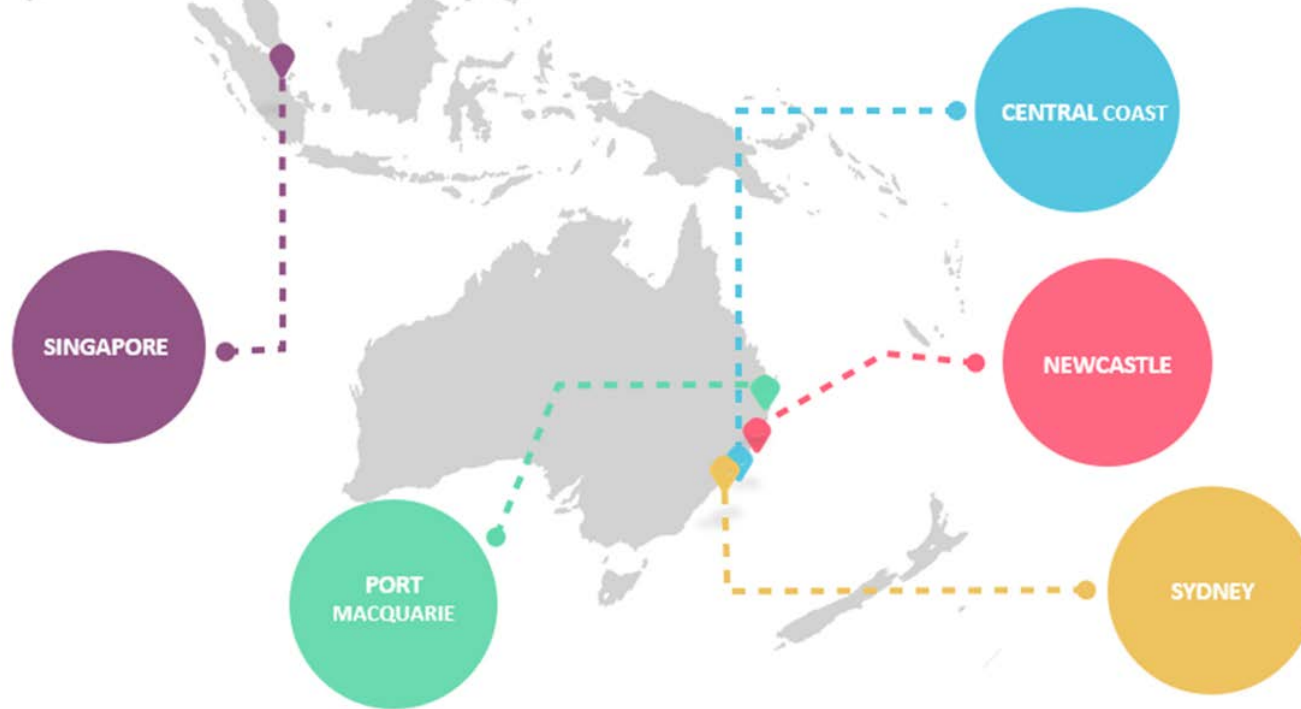 CENTRAL COAST
SINGAPORE
NEWCASTLE
PORT
MACQUARIE
SYDNEY